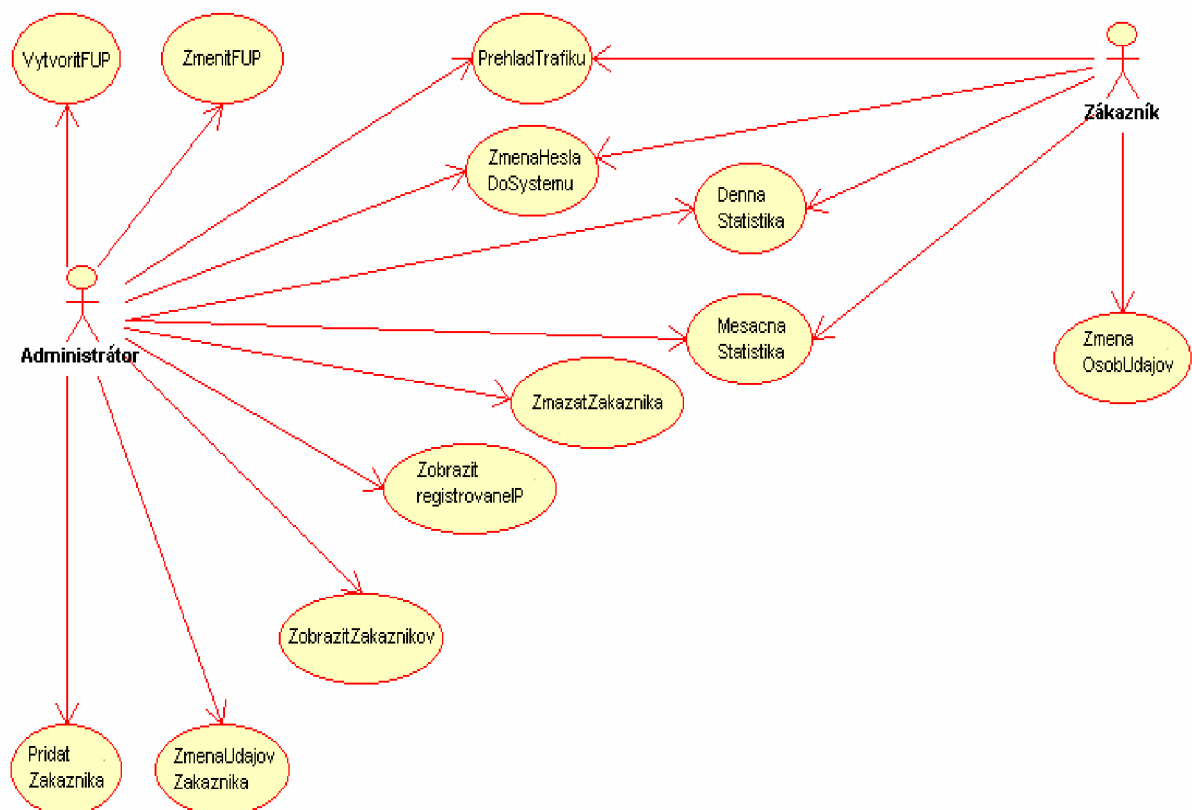 VytvoritFUP
ZmenitFUP
PrehladTrafiku
Zákazník
ZmenaHesla
DoSystemu
Denna
Statistika
Administrátor
Mesacna
Statistika
Zmena
OsobUdajov
ZmazatZakaznika
Zobrazit
registrovaneIP
ZobrazitZakaznikov
Pridat
Zakaznika
ZmenaUdajov
Zakaznika